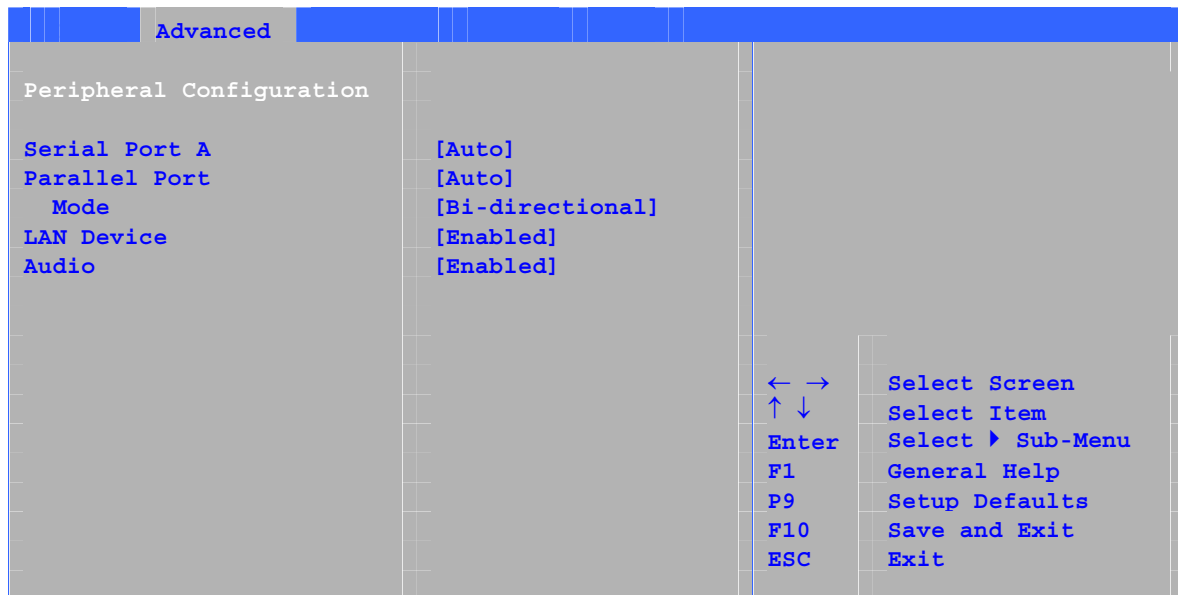 Advanced
Peripheral Configuration
Serial Port A [Auto]
Parallel Port [Auto]
Mode [Bi-directional]
LAN Device [Enabled]
Audio [Enabled]
← → Select Screen
↑ ↓ Select Item
Enter Select ▶ Sub-Menu
F1 General Help
P9 Setup Defaults
F10 Save and Exit
ESC Exit